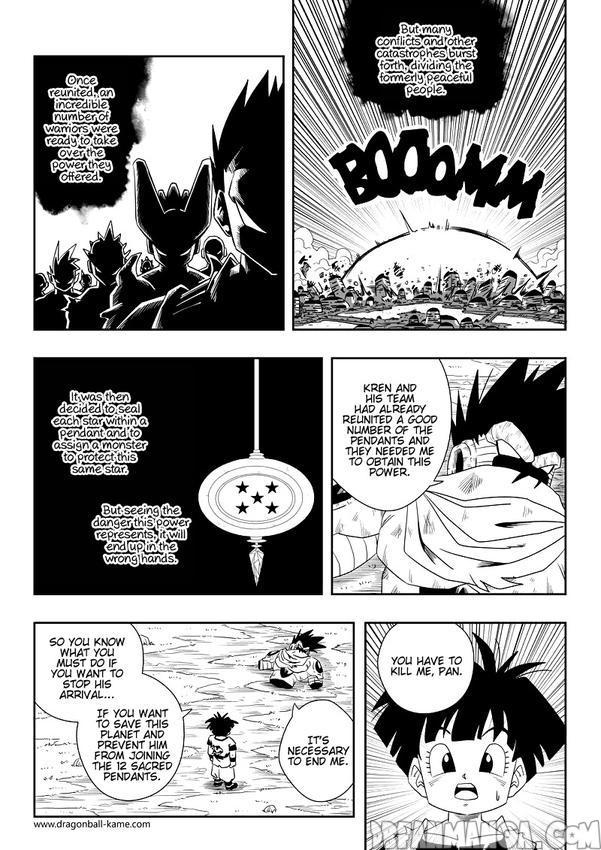 Once
reunited, an
incredible
number of
warriors were
ready to take
over the
power they
offered.
But many
conflicts and other
catastrophes burst
forth, dividing the
formerly peaceful
people.
BOOOMM
It was then
decided to seal
each star within a
pendant and to
assign a monster
to protect this
same star.
But seeing the
danger this power
represents, it will
end up in the
wrong hands.
KREN AND
HIS TEAM
HAD ALREADY
REUNITED A GOOD
NUMBER OF THE
PENDANTS AND
THEY NEEDED ME
TO OBTAIN THIS
POWER.
SO YOU KNOW
WHAT YOU
MUST DO IF
YOU WANT TO
STOP HIS
ARRIVAL...
IF YOU WANT
TO SAVE THIS
PLANET AND
PREVENT HIM
FROM JOINING
THE 12 SACRED
PENDANTS.
IT'S
NECESSARY
TO END ME.
YOU HAVE TO
KILL ME, PAN.
www.dragonball-kame.com